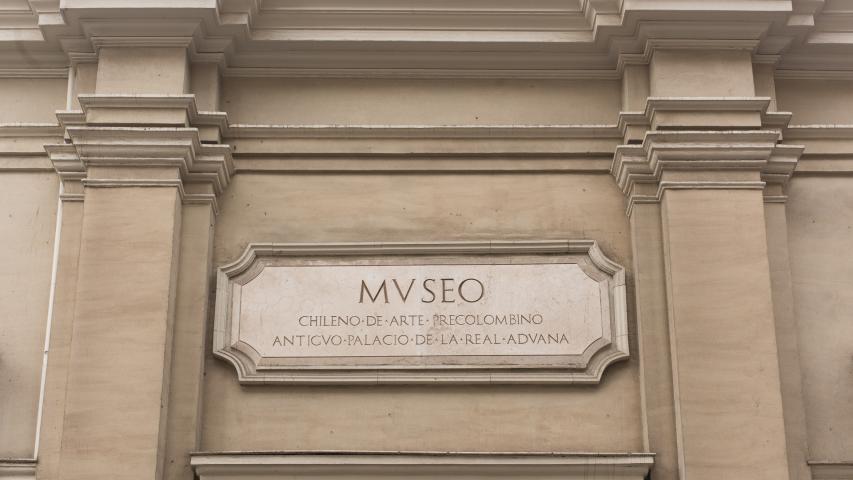 MVSEO
CHILENO·DE·ARTE·PRECOLOMBINO
ANTIGVO·PALACIO·DE·LA·REAL·ADVANA